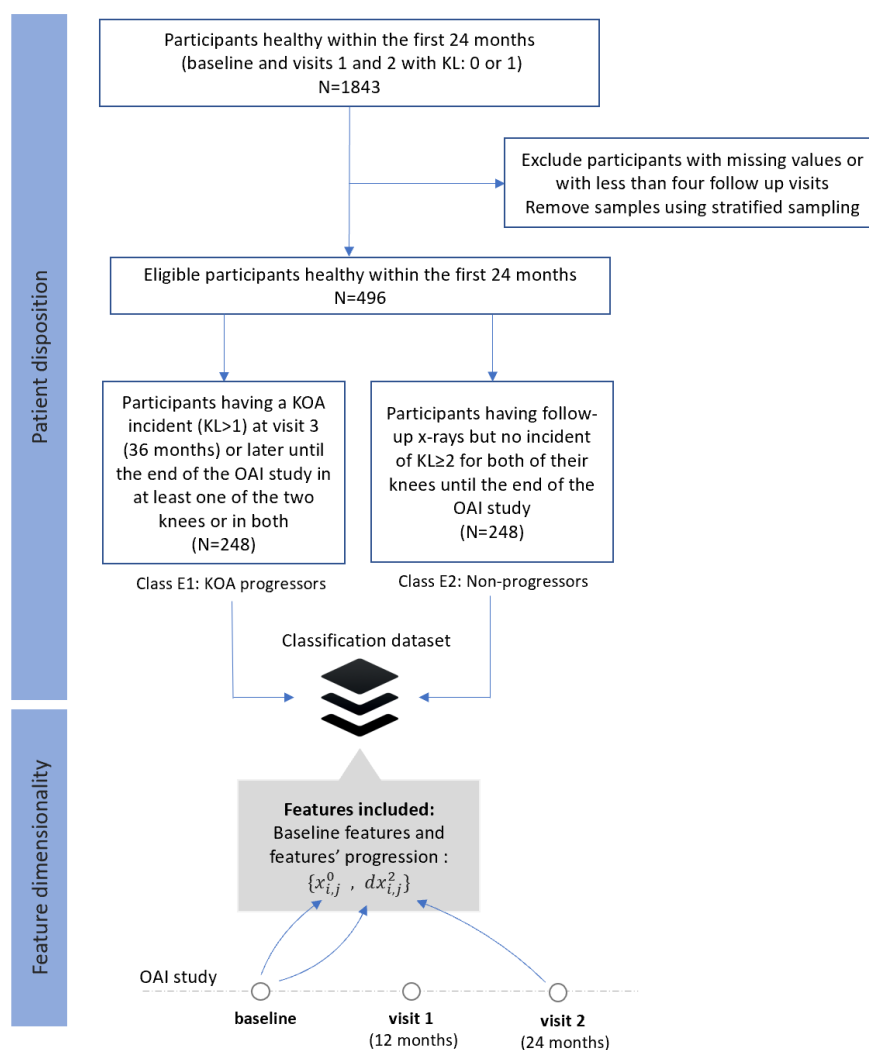 Patient disposition
Participants healthy within the first 24 months
(baseline and visits 1 and 2 with KL: 0 or 1)
N=1843
Exclude participants with missing values or
with less than four follow up visits
Remove samples using stratified sampling
Eligible participants healthy within the first 24 months
N=496
Participants having a KOA
incident (KL>1) at visit 3
(36 months) or later until
the end of the OAI study in
at least one of the two
knees or in both
(N=248)
Participants having follow-
up x-rays but no incident
of KL≥2 for both of their
knees until the end of the
OAI study
(N=248)
Class E1: KOA progressors
Class E2: Non-progressors
Classification dataset
Feature dimensionality
Features included:
Baseline features and
features’ progression :
{x⁰ᵢ,ⱼ , dx²ᵢ,ⱼ}
OAI study
baseline
visit 1
(12 months)
visit 2
(24 months)